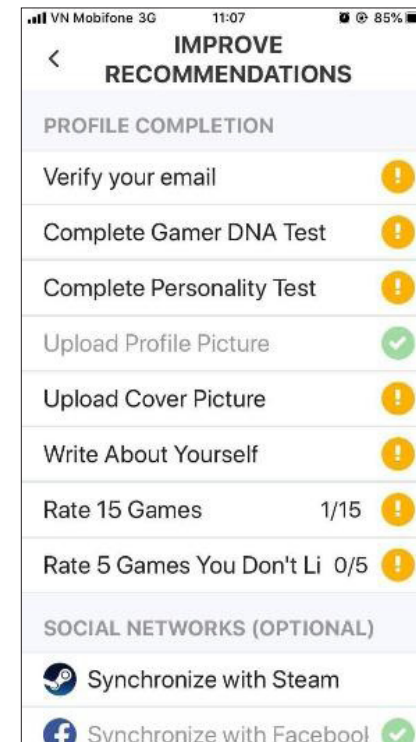 VN Mobifone 3G 11:07 85%
IMPROVE
RECOMMENDATIONS
PROFILE COMPLETION
Verify your email
Complete Gamer DNA Test
Complete Personality Test
Upload Profile Picture
Upload Cover Picture
Write About Yourself
Rate 15 Games 1/15
Rate 5 Games You Don't Li 0/5
SOCIAL NETWORKS (OPTIONAL)
Synchronize with Steam
Synchronize with Facebook